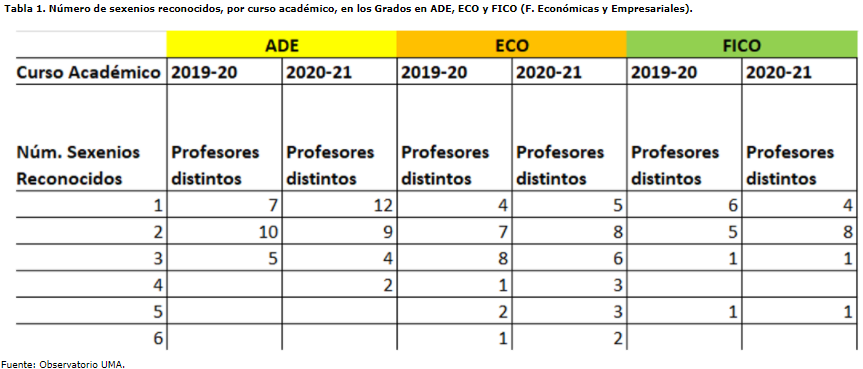 Tabla 1. Número de sexenios reconocidos, por curso académico, en los Grados en ADE, ECO y FICO (F. Económicas y Empresariales).
ADE ECO FICO
Curso Académico 2019-20 2020-21 2019-20 2020-21 2019-20 2020-21
Núm. Sexenios Profesores Profesores Profesores Profesores Profesores Profesores
Reconocidos distintos distintos distintos distintos distintos distintos
1 7 12 4 5 6 4
2 10 9 7 8 5 8
3 5 4 8 6 1 1
4 2 1 3
5 2 3 1 1
6 1 2
Fuente: Observatorio UMA.